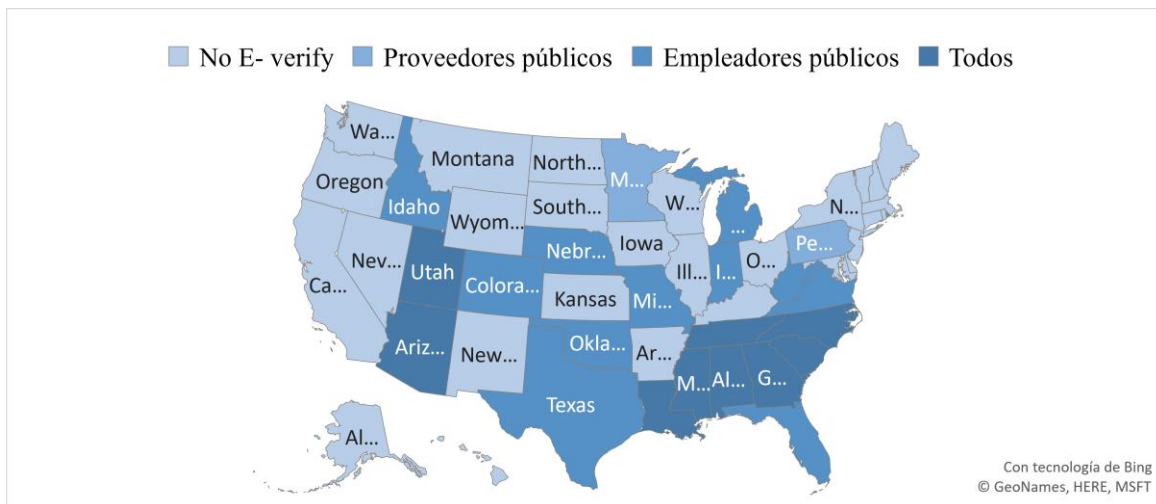 No E- verify Proveedores públicos Empleadores públicos Todos
Wa...
Montana
North...
M...
Oregon
Idaho
South...
W...
N...
Wyom...
...
Iowa
Pe...
Nev...
Nebr...
Ill...
I...
O...
Utah
Colora...
Ca...
Kansas
Mi...
Ariz...
New...
Okla...
Ar...
M...
Al...
G...
Texas
Al...
Con tecnología de Bing
© GeoNames, HERE, MSFT